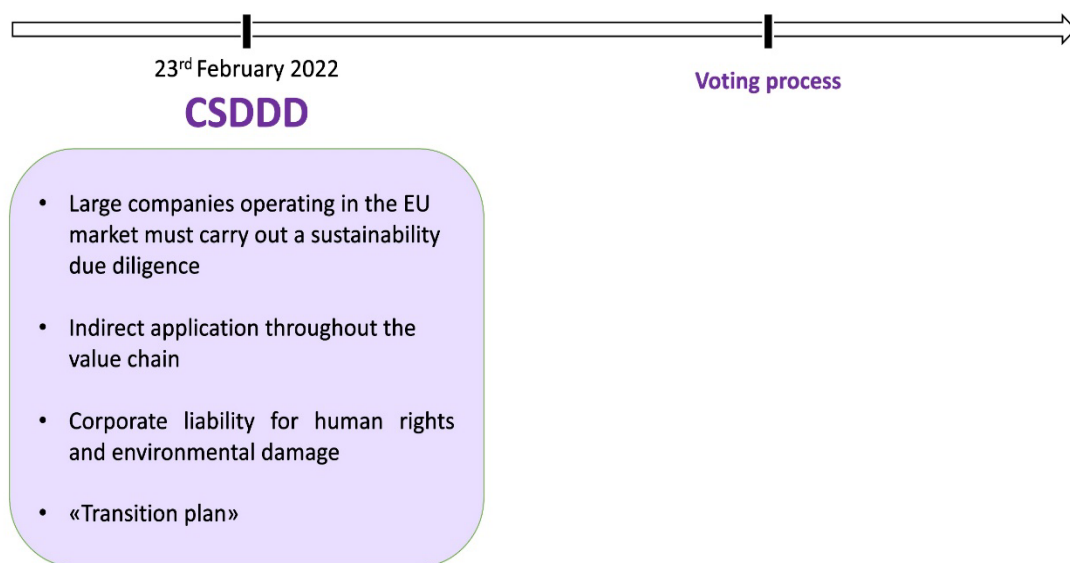 23rd February 2022
Voting process
CSDDD
• Large companies operating in the EU
market must carry out a sustainability
due diligence
• Indirect application throughout the
value chain
• Corporate liability for human rights
and environmental damage
• «Transition plan»